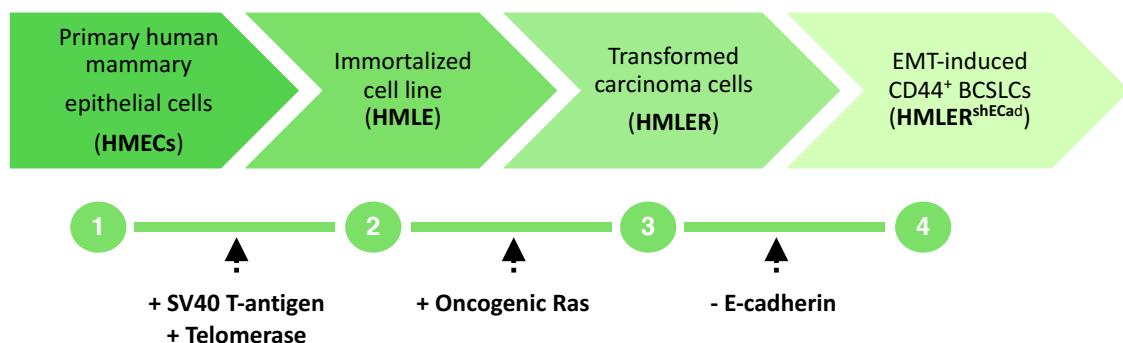 Primary human
mammary
epithelial cells
(HMECs)
Immortalized
cell line
(HMLE)
Transformed
carcinoma cells
(HMLER)
EMT-induced
CD44⁺ BCSLCs
(HMLERshECad)
1
2
3
4
+ SV40 T-antigen
+ Telomerase
+ Oncogenic Ras
- E-cadherin